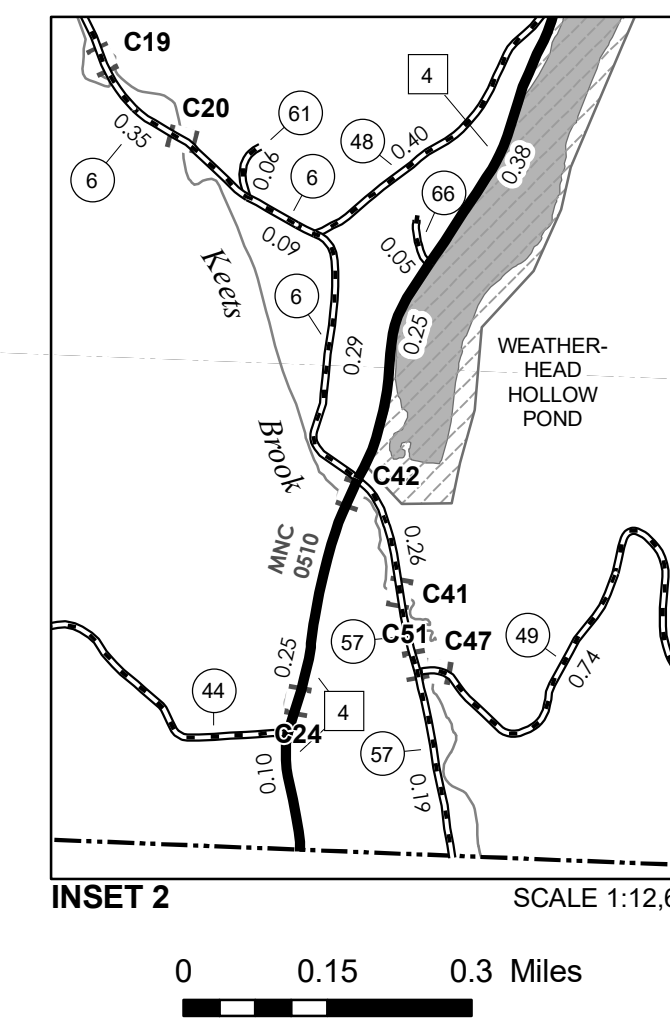 C19
4
C20
61
0.35
48
0.40
6
0.06
6
0.38
66
0.09
0.05
Keets
6
0.25
0.29
WEATHER-
HEAD
HOLLOW
POND
Brook
C42
MNC
0510
0.26
C41
57
C51
C47
49
0.25
0.74
44
4
C24
57
0.10
0.19
INSET 2
SCALE 1:12,6
0
0.15
0.3 Miles